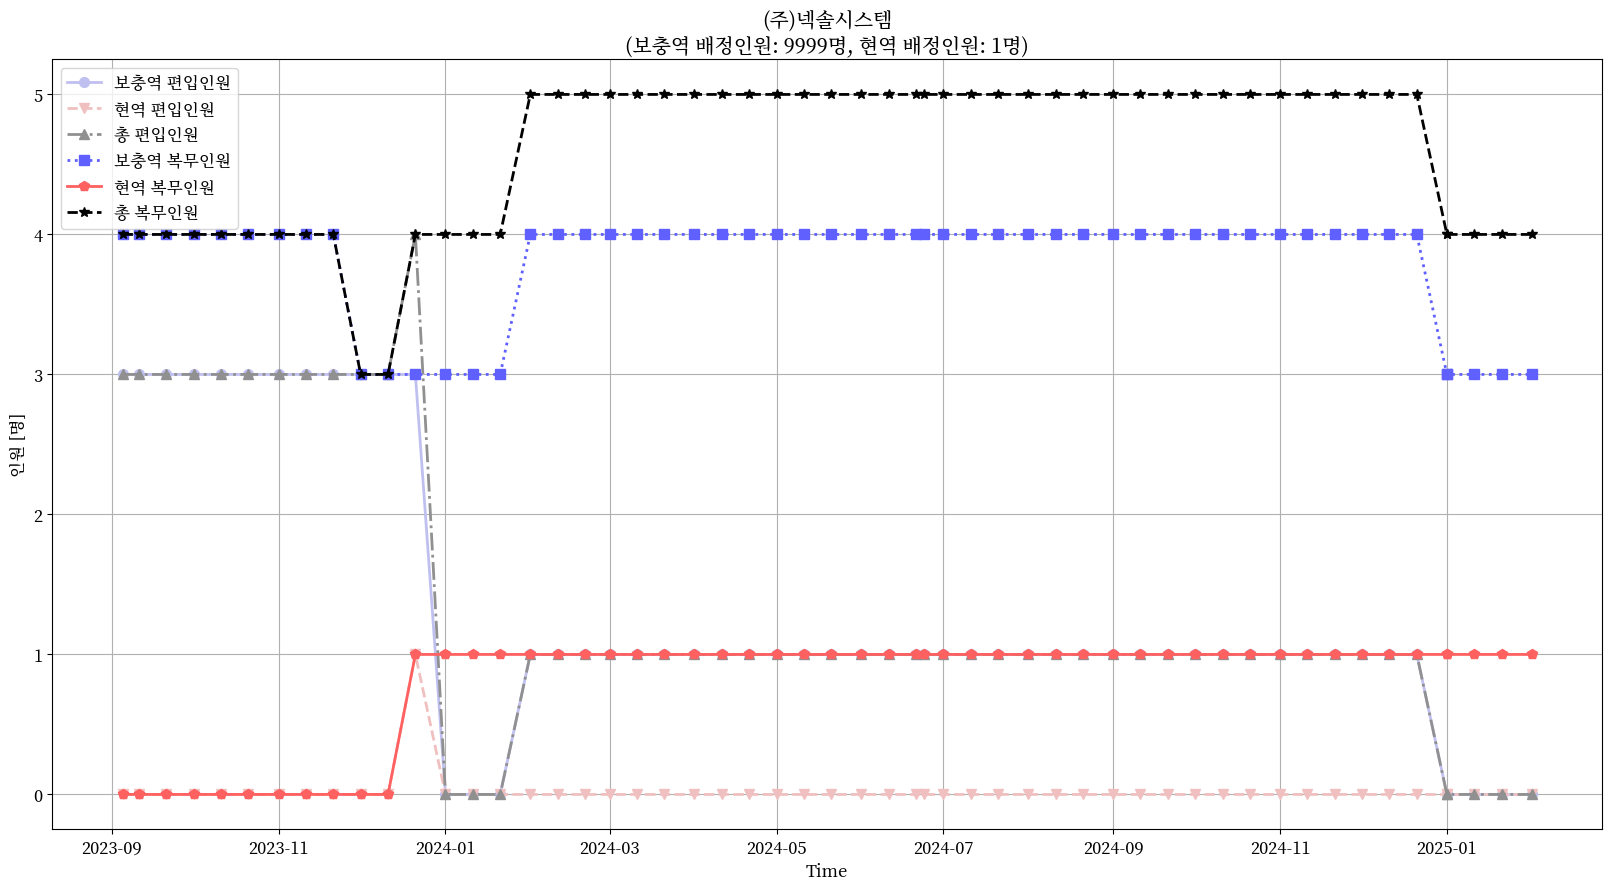 (주)넥솔시스템
(보충역 배정인원: 9999명, 현역 배정인원: 1명)
보충역 편입인원
현역 편입인원
총 편입인원
보충역 복무인원
현역 복무인원
총 복무인원
인원 [명]
5
4
3
2
1
0
2023-09
2023-11
2024-01
2024-03
2024-05
2024-07
2024-09
2024-11
2025-01
Time